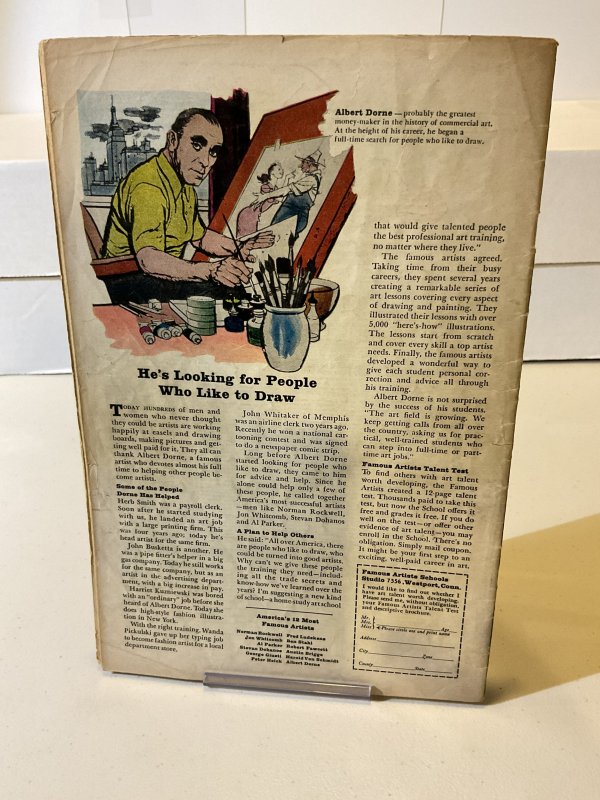 Albert Dorne — probably the greatest
money-maker in the history of commercial art.
At the height of his career, he began a
full-time search for people who like to draw.
He's Looking for People
Who Like to Draw
TODAY HUNDREDS of men and
women who never thought
they could be artists are working
happily at easels and drawing
boards, making pictures and get-
ting well paid for it. They all can
thank Albert Dorne, a famous
artist who devotes almost his full
time to helping other people be-
come artists.
Some of the People
Dorne Has Helped
Herb Smith was a payroll clerk.
Soon after he started studying
with us, he landed an art job
with a large printing firm. This
was four years ago; today he's
head artist for the same firm.
John Busketta is another. He
was a pipe fitter's helper in a big
gas company. Today he still works
for the same company, but as an
artist in the advertising depart-
ment, with a big increase in pay.
Harriet Kuzniewski was bored
with an "ordinary" job when she
heard of Albert Dorne. Today she
does high-style fashion illustra-
tion in New York.
With the right training, Wanda
Pickulski gave up her typing job
to become fashion artist for a local
department store.
John Whitaker of Memphis
was an airline clerk two years ago.
Recently he won a national car-
tooning contest and was signed
to do a newspaper comic strip.
Long before Albert Dorne
started looking for people who
like to draw, they came to him
for advice and help. Since he
alone could help only a few of
these people, he called together
America's most successful artists
—men like Norman Rockwell,
Jon Whitcomb, Stevan Dohanos
and Al Parker.
A Plan to Help Others
He said: "All over America, there
are people who like to draw, who
could be turned into good artists.
Why can't we give these people
the training they need—includ-
ing all the trade secrets and
know-how we've learned over the
years? I'm suggesting a new kind
of school—a home study art school
America's 12 Most
Famous Artists
Norman Rockwell Fred Ludekens
Jon Whitcomb Ben Stahl
Al Parker Robert Fawcett
Stevan Dohanos Austin Briggs
George Giusti Harold Von Schmidt
Peter Helck Albert Dorne
that would give talented people
the best professional art training,
no matter where they live."
The famous artists agreed.
Taking time from their busy
careers, they spent several years
creating a remarkable series of
art lessons covering every aspect
of drawing and painting. They
illustrated their lessons with over
5,000 "here's-how" illustrations.
The lessons start from scratch
and cover every skill a top artist
needs. Finally, the famous artists
developed a wonderful way to
give each student personal cor-
rection and advice all through
his training.
Albert Dorne is not surprised
by the success of his students.
"The art field is growing. We
keep getting calls from all over
the country, asking us for prac-
tical, well-trained students who
can step into full-time or part-
time art jobs."
Famous Artists Talent Test
To find others with art talent
worth developing, the Famous
Artists created a 12-page talent
test. Thousands paid to take this
test, but now the School offers it
free and grades it free. If you do
well on the test—or offer other
evidence of art talent—you may
enroll in the School. There's no
obligation. Simply mail coupon.
It might be your first step to an
exciting, well-paid career in art.
Famous Artists Schools
Studio 7356, Westport, Conn.
I would like to find out whether I
have art talent worth developing.
Please send me, without obligation,
your Famous Artists Talent Test
and descriptive brochure.
Mr.
Mrs. Age
Miss (Please circle one and print name
Address
City Zone
County State